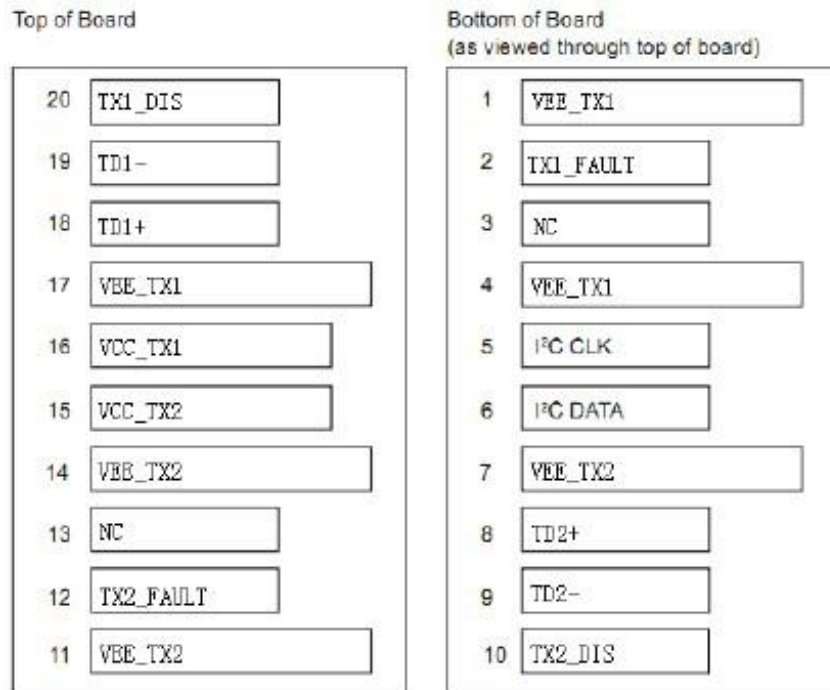 Top of Board
20 TX1_DIS
19 TD1-
18 TD1+
17 VEE_TX1
16 VCC_TX1
15 VCC_TX2
14 VEE_TX2
13 NC
12 TX2_FAULT
11 VEE_TX2
Bottom of Board
(as viewed through top of board)
1 VEE_TX1
2 TX1_FAULT
3 NC
4 VEE_TX1
5 I²C CLK
6 I²C DATA
7 VEE_TX2
8 TD2+
9 TD2-
10 TX2_DIS